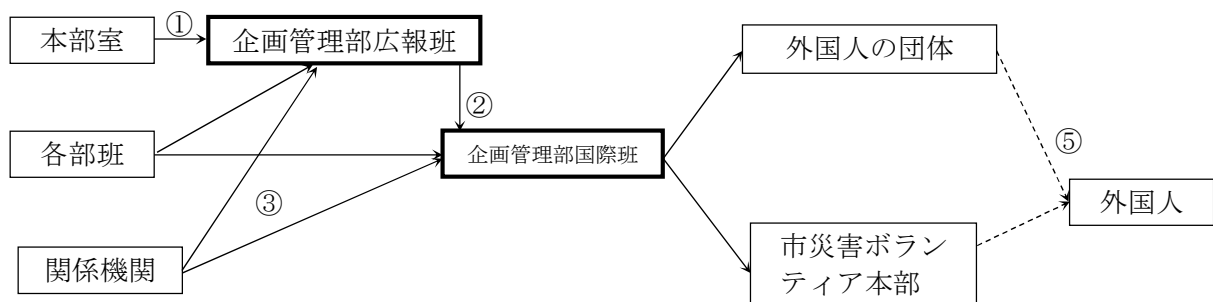 本部室
①
企画管理部広報班
外国人の団体
②
各部班
企画管理部国際班
⑤
③
外国人
関係機関
市災害ボラン
ティア本部